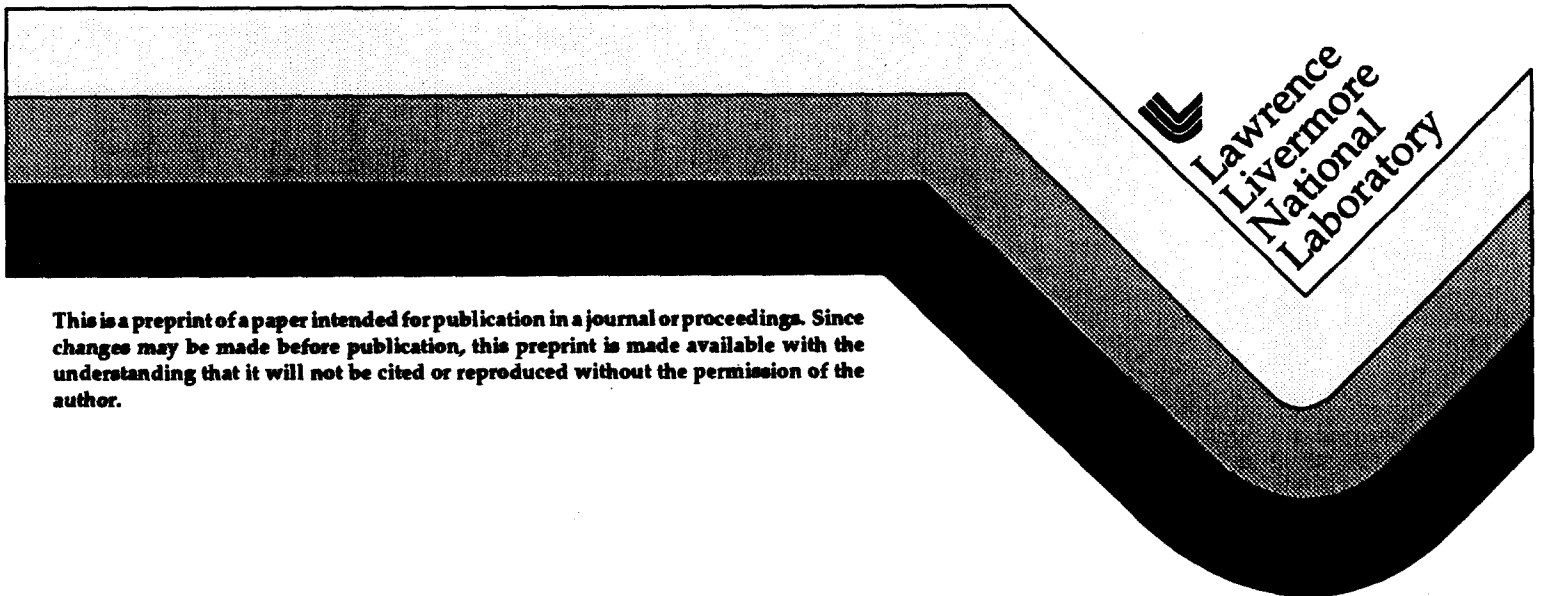 Lawrence
Livermore
National
Laboratory
This is a preprint of a paper intended for publication in a journal or proceedings. Since
changes may be made before publication, this preprint is made available with the
understanding that it will not be cited or reproduced without the permission of the
author.